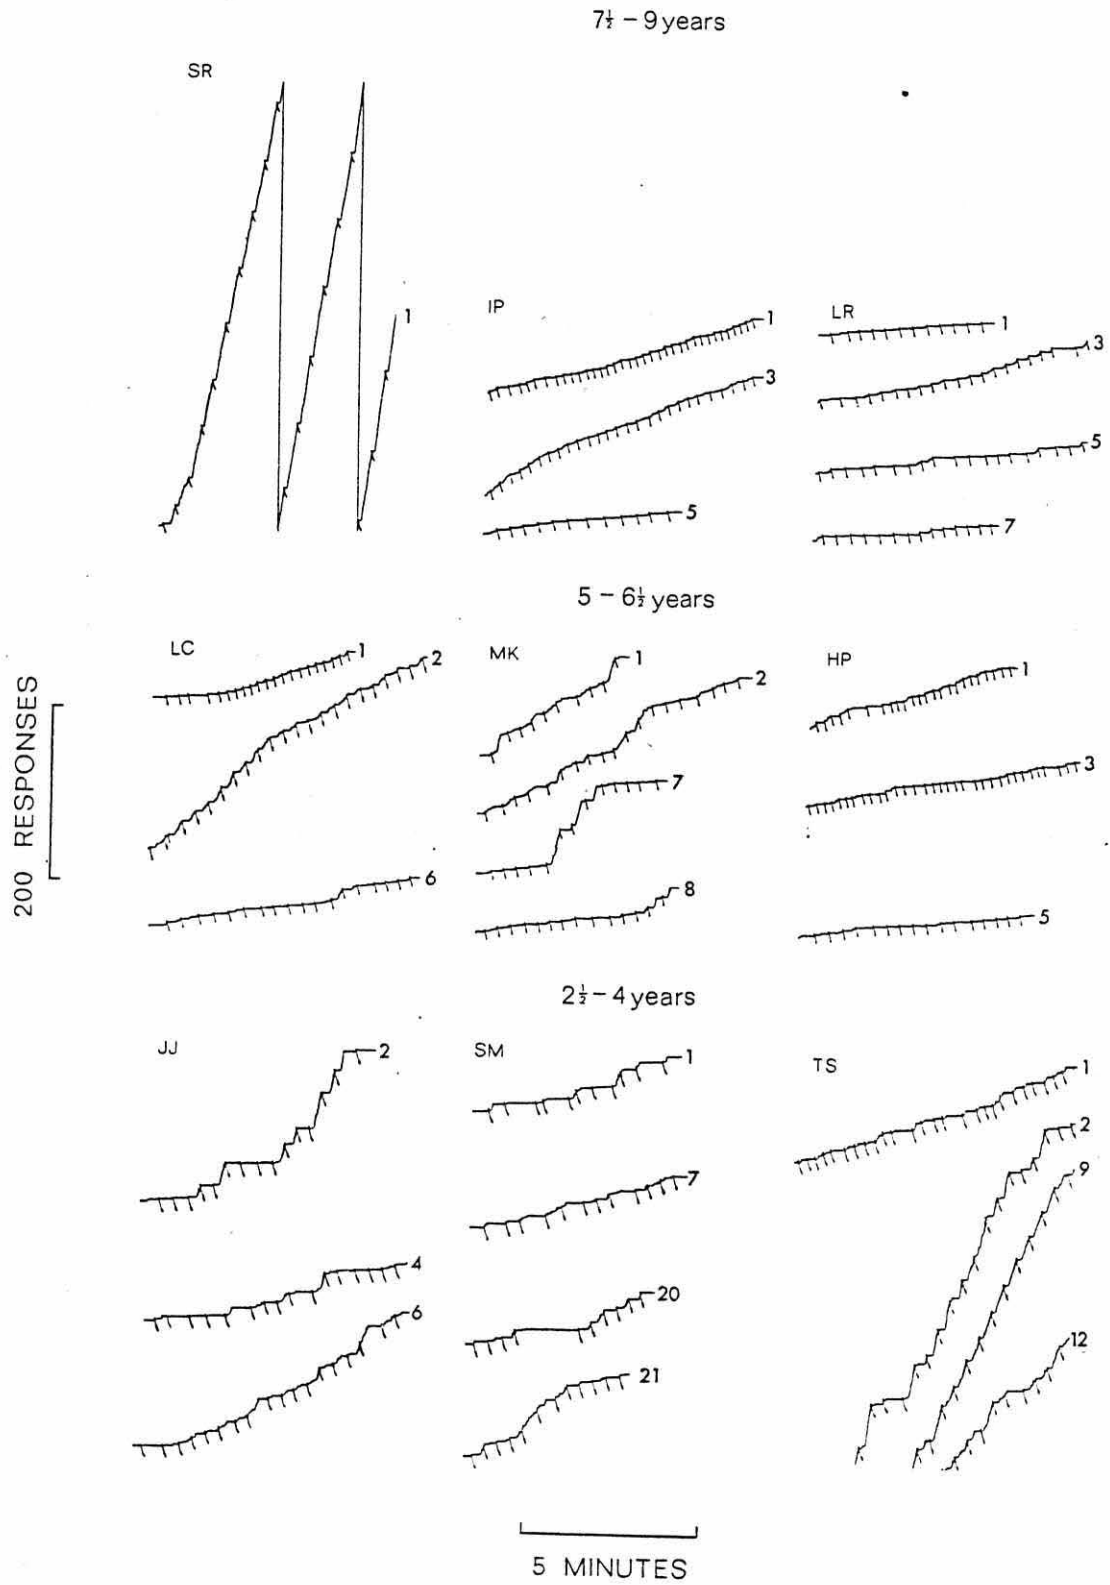 7½ – 9 years
SR
1
IP
1
3
5
LR
1
3
5
7
5 – 6½ years
LC
1
2
6
MK
1
2
7
8
HP
1
3
5
200 RESPONSES
2½ – 4 years
JJ
2
4
6
SM
1
7
20
21
TS
1
2
9
12
5 MINUTES